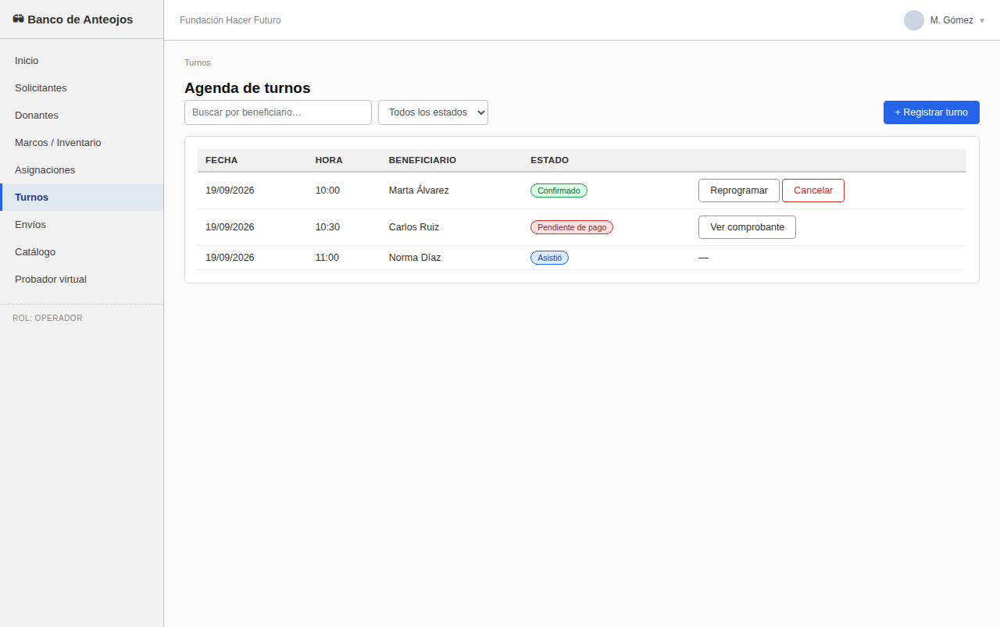 🕶 Banco de Anteojos
Fundación Hacer Futuro
M. Gómez ▾
Inicio
Solicitantes
Donantes
Marcos / Inventario
Asignaciones
Turnos
Envíos
Catálogo
Probador virtual
ROL: OPERADOR
Turnos
Agenda de turnos
Buscar por beneficiario…
Todos los estados
+ Registrar turno
FECHA HORA BENEFICIARIO ESTADO
19/09/2026 10:00 Marta Álvarez Confirmado Reprogramar Cancelar
19/09/2026 10:30 Carlos Ruiz Pendiente de pago Ver comprobante
19/09/2026 11:00 Norma Díaz Asistió —